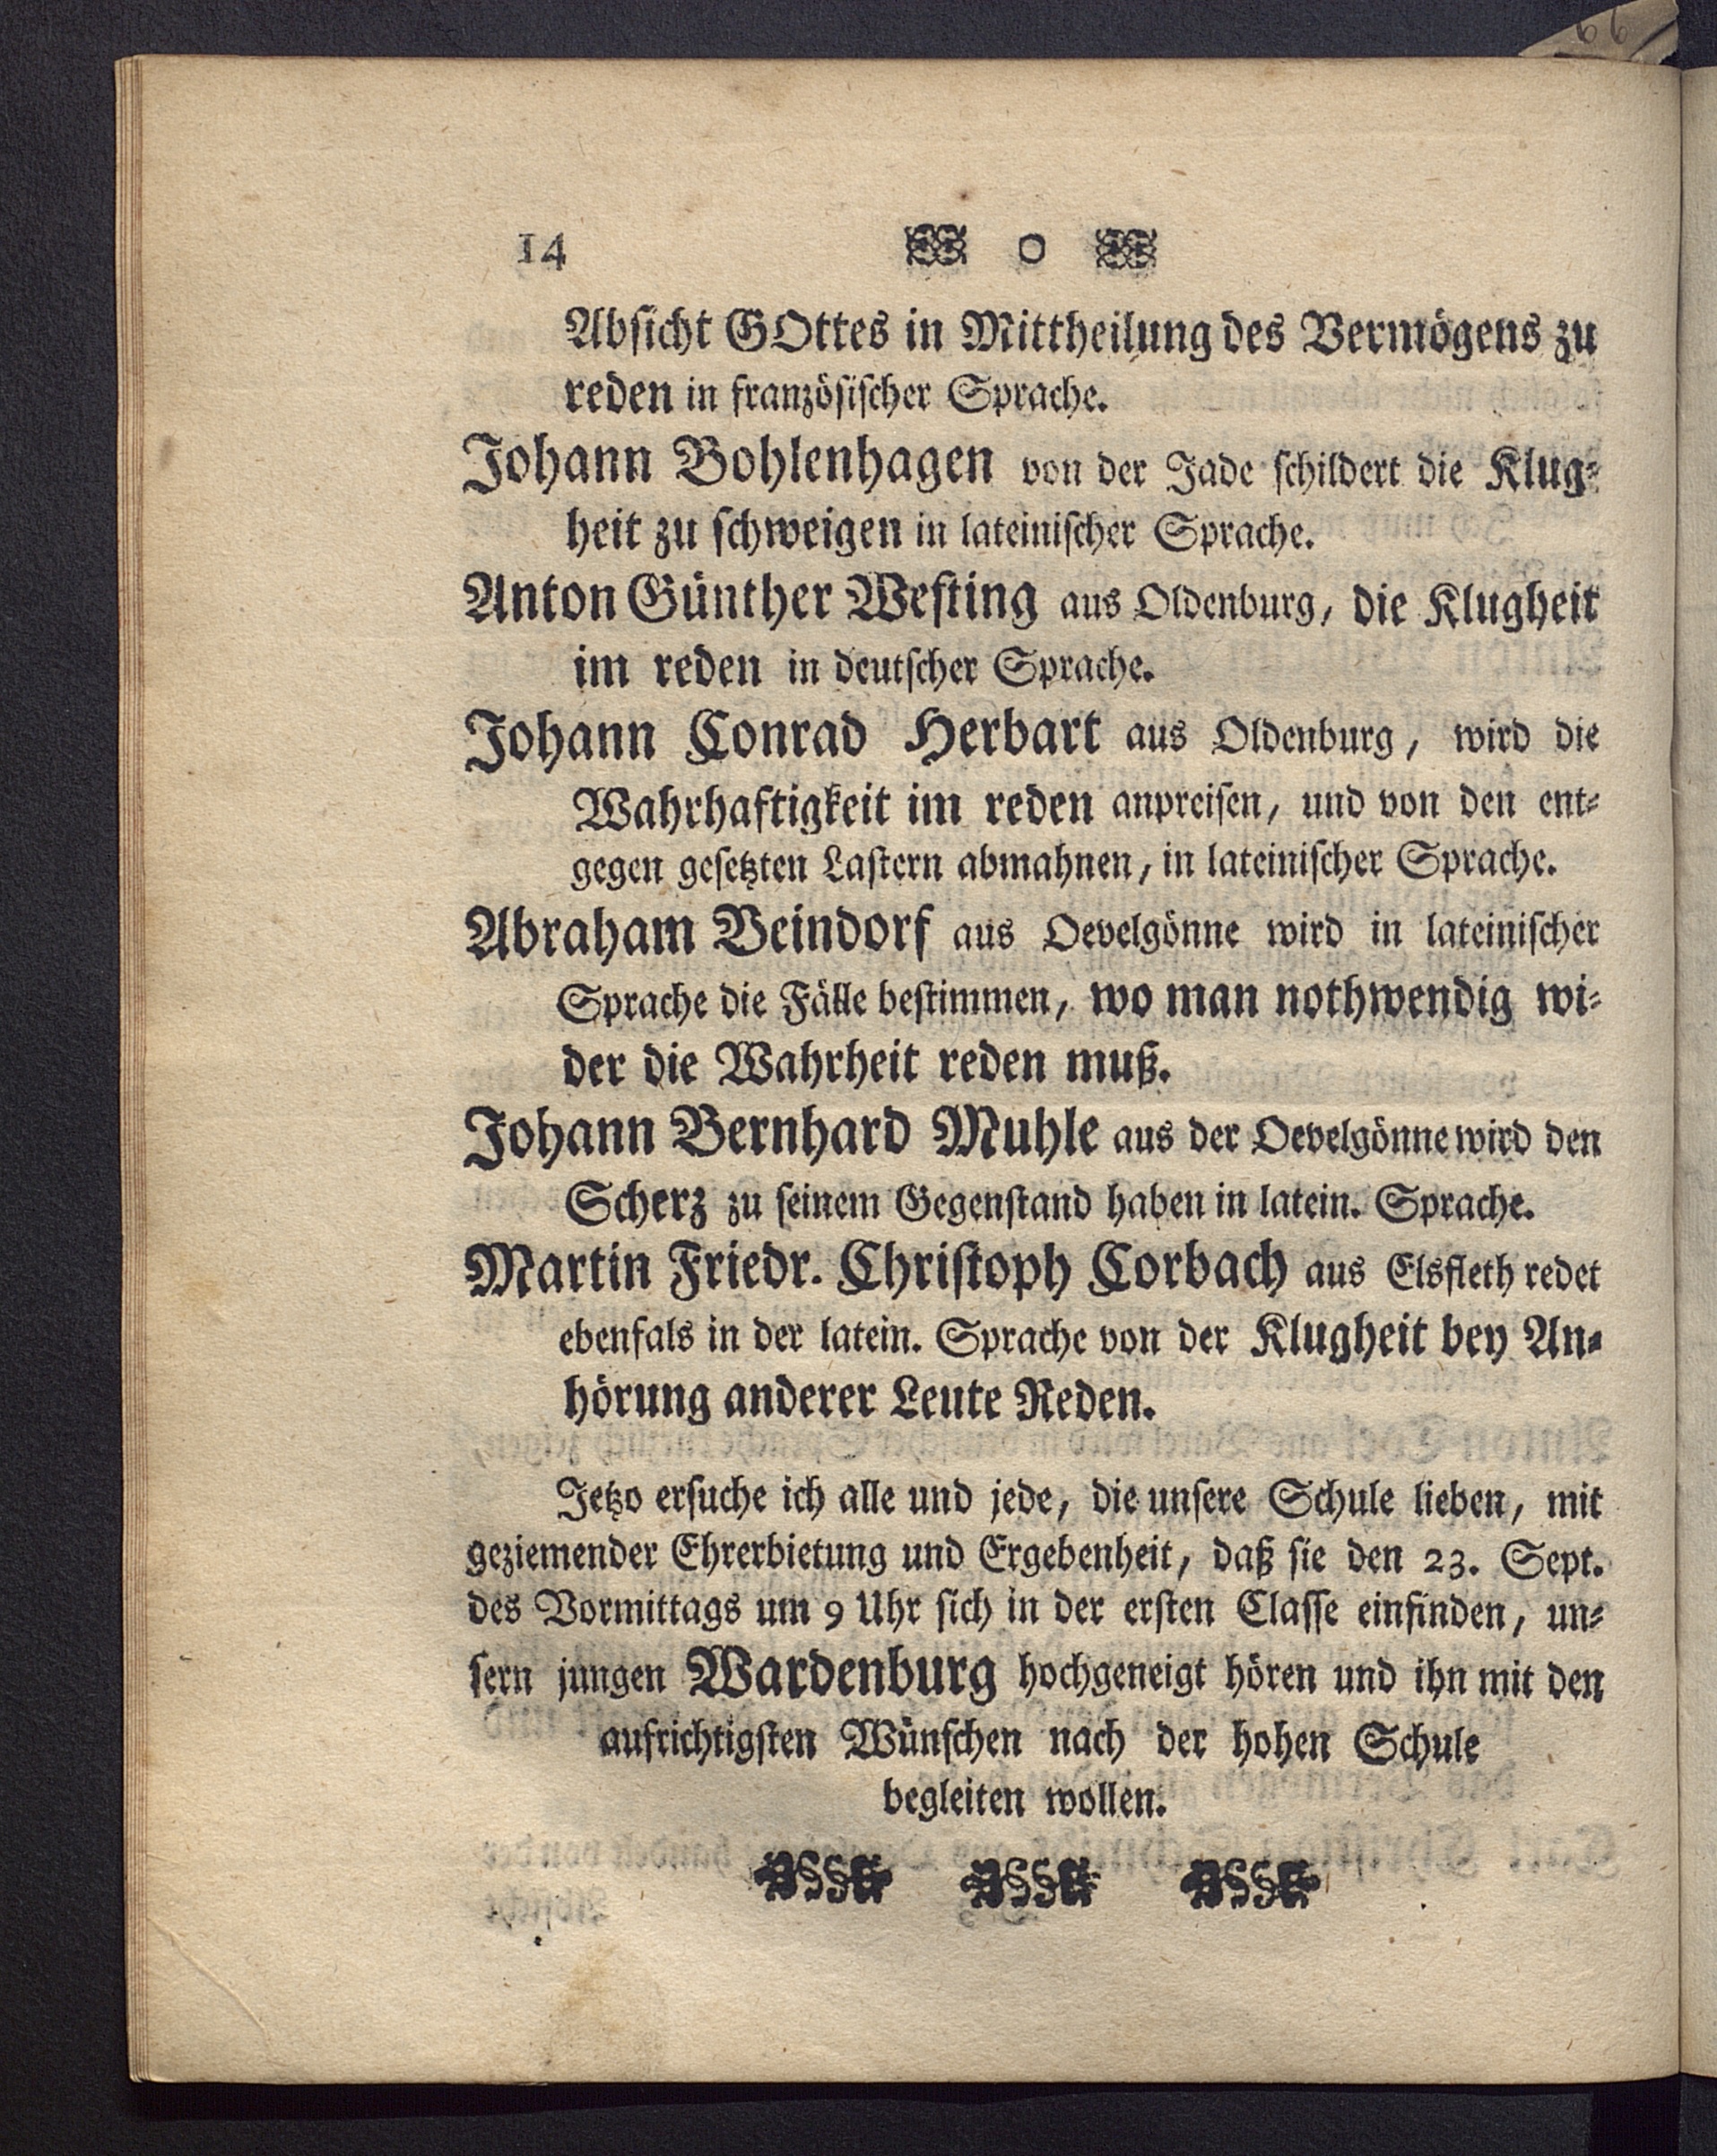 66
14 0
Absicht GOttes in Mittheilung des Vermögens zu
reden in französischer Sprache.
Johann Bohlenhagen von der Jade schildert die Klug-
heit zu schweigen in lateinischer Sprache.
Anton Günther Westing aus Oldenburg, die Klugheit
im reden in deutscher Sprache.
Johann Conrad Herbart aus Oldenburg, wird die
Wahrhaftigkeit im reden anpreisen, und von den ent-
gegen gesetzten Lastern abmahnen, in lateinischer Sprache.
Abraham Veindorf aus Oevelgönne wird in lateinischer
Sprache die Fälle bestimmen, wo man nothwendig wi-
der die Wahrheit reden muß.
Johann Bernhard Muhle aus der Oevelgönne wird den
Scherz zu seinem Gegenstand haben in latein. Sprache.
Martin Friedr. Christoph Corbach aus Elsfleth redet
ebenfals in der latein. Sprache von der Klugheit bey An-
hörung anderer Leute Reden.
Jetzo ersuche ich alle und jede, die unsere Schule lieben, mit
geziemender Ehrerbietung und Ergebenheit, daß sie den 23. Sept.
des Vormittags um 9 Uhr sich in der ersten Classe einfinden, un-
sern jungen Wardenburg hochgeneigt hören und ihn mit den
aufrichtigsten Wünschen nach der hohen Schule
begleiten wollen.